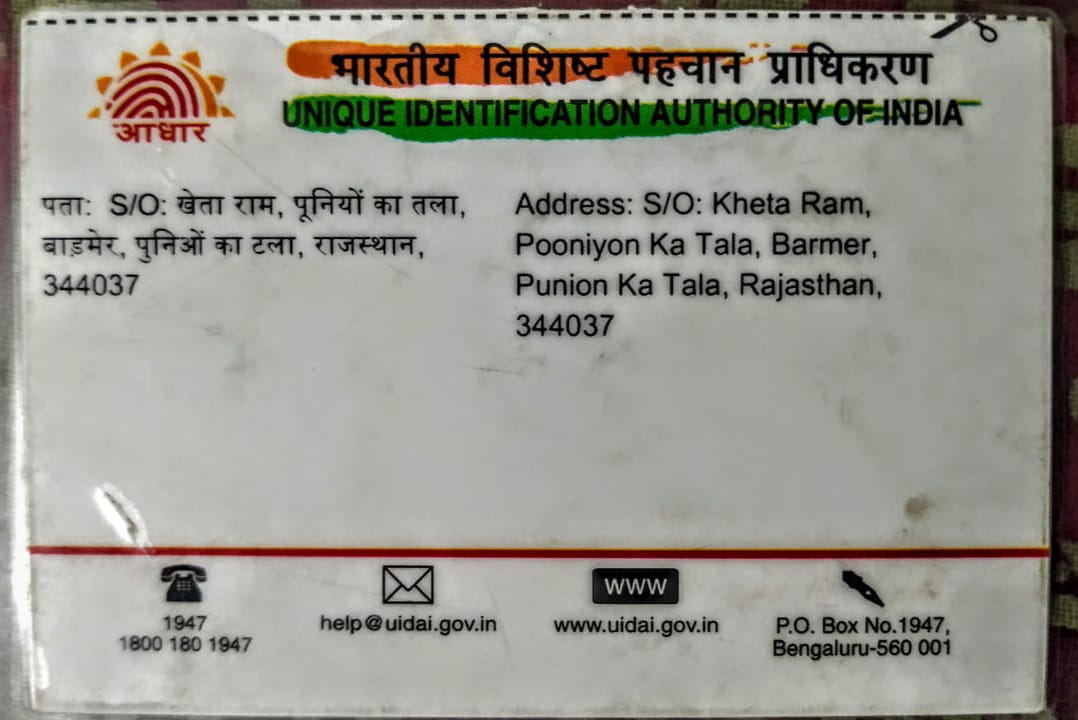 भारतीय विशिष्ट पहचान प्राधिकरण
UNIQUE IDENTIFICATION AUTHORITY OF INDIA
आधार
पता: S/O: खेता राम, पूनियों का तला,
बाड़मेर, पुनिओं का टला, राजस्थान,
344037
Address: S/O: Kheta Ram,
Pooniyon Ka Tala, Barmer,
Punion Ka Tala, Rajasthan,
344037
1947
1800 180 1947
help@uidai.gov.in
www
www.uidai.gov.in
P.O. Box No.1947,
Bengaluru-560 001